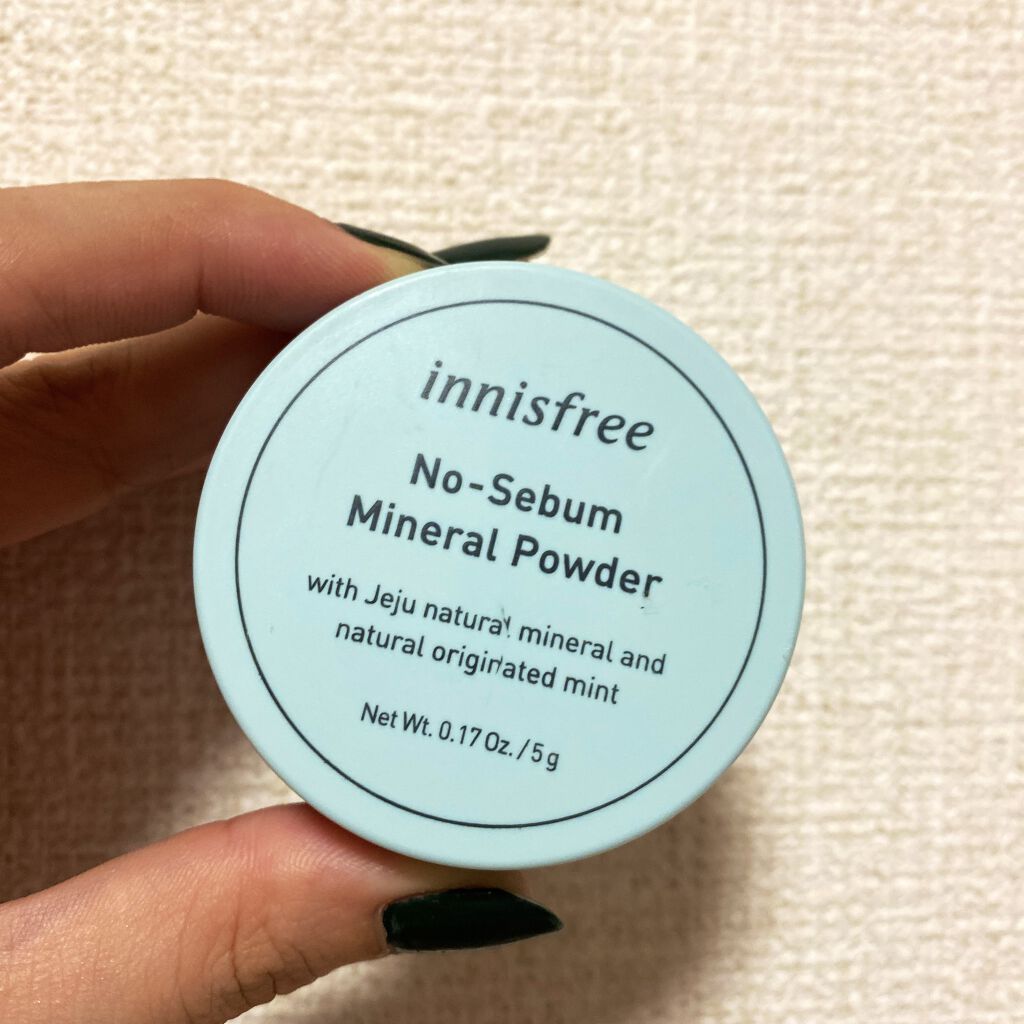 innisfree
No-Sebum
Mineral Powder
with Jeju natural mineral and
natural originated mint
Net Wt. 0.17 Oz. / 5 g